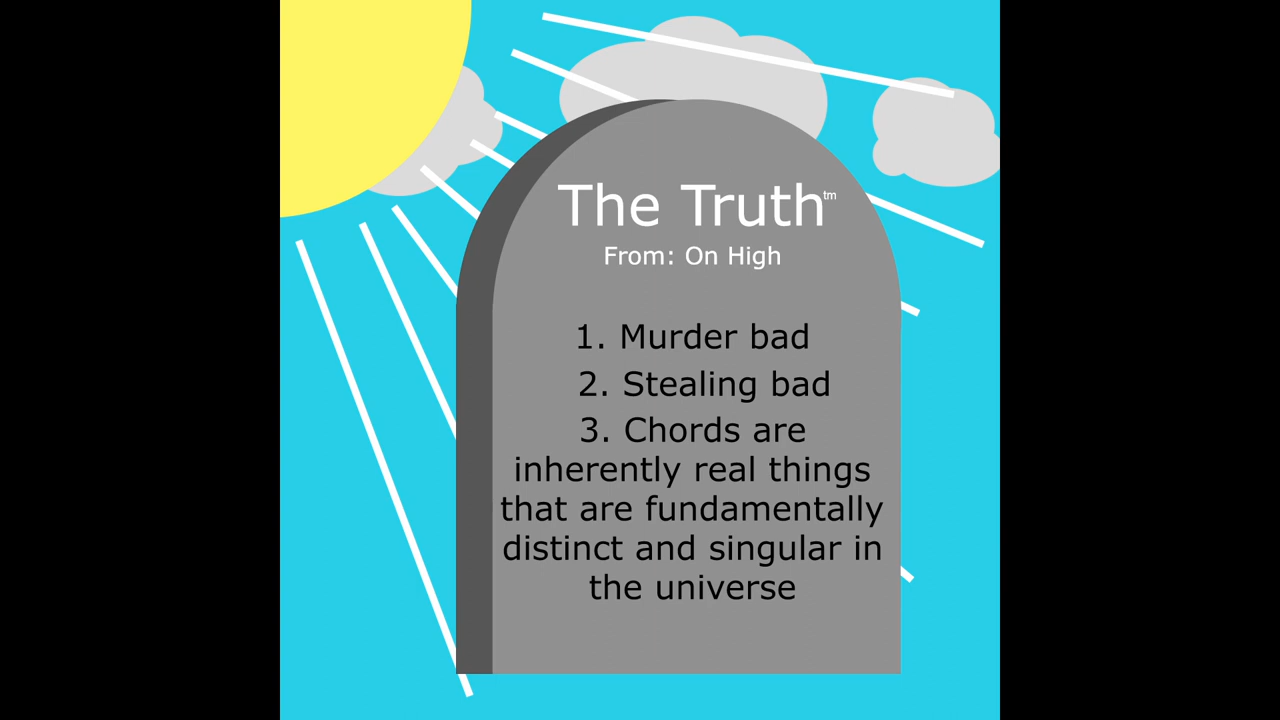 The Truth™
From: On High
1. Murder bad
2. Stealing bad
3. Chords are
inherently real things
that are fundamentally
distinct and singular in
the universe